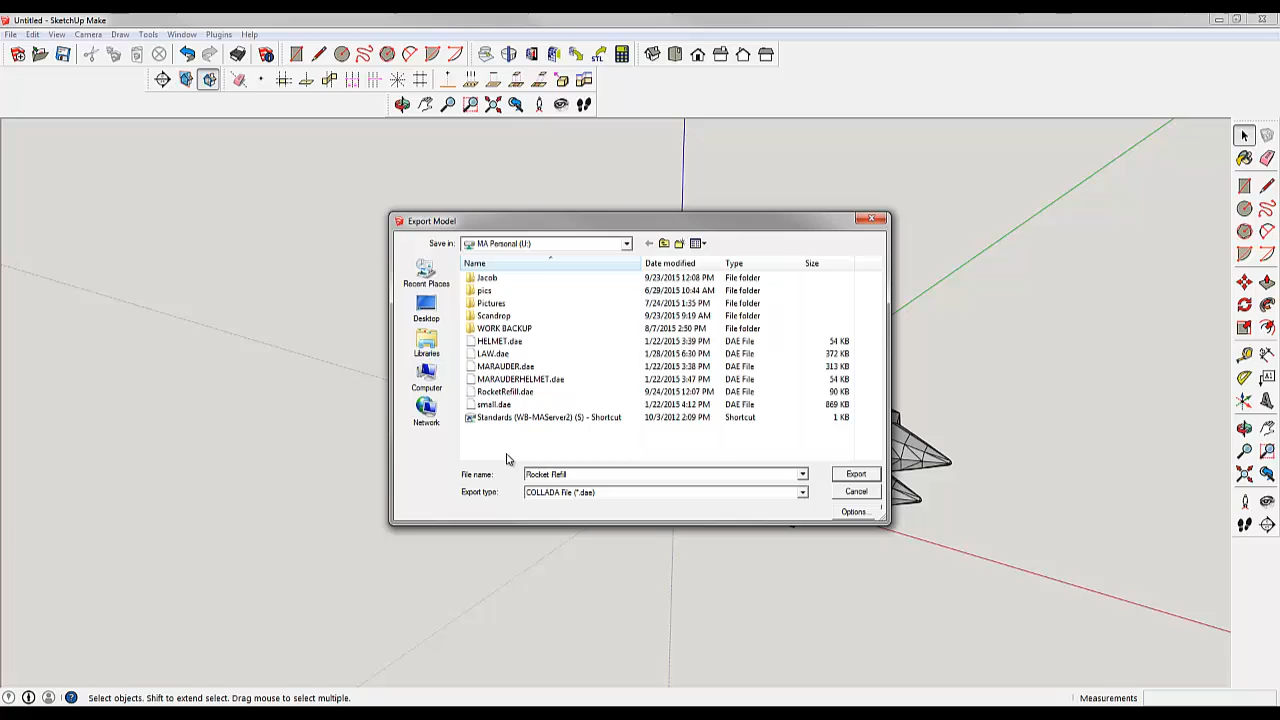 Untitled - SketchUp Make
File Edit View Camera Draw Tools Window Plugins Help
STL
Export Model
Save in: MA Personal (U:)
Name Date modified Type Size
Jacob 9/23/2015 12:08 PM File folder
pics 6/29/2015 10:44 AM File folder
Pictures 7/24/2015 1:35 PM File folder
Scandrop 9/23/2015 9:19 AM File folder
WORK BACKUP 8/7/2015 2:50 PM File folder
HELMET.dae 1/22/2015 3:39 PM DAE File 54 KB
LAW.dae 1/28/2015 6:30 PM DAE File 372 KB
MARAUDER.dae 1/22/2015 3:38 PM DAE File 313 KB
MARAUDERHELMET.dae 1/22/2015 3:47 PM DAE File 54 KB
RocketRefill.dae 9/24/2015 12:07 PM DAE File 90 KB
small.dae 1/22/2015 4:12 PM DAE File 869 KB
Standards (WB-MAServer2) (S) - Shortcut 10/3/2012 2:09 PM Shortcut 1 KB
Recent Places
Desktop
Libraries
Computer
Network
File name: Rocket Refill Export
Export type: COLLADA File (*.dae) Cancel
Options...
Select objects. Shift to extend select. Drag mouse to select multiple. Measurements